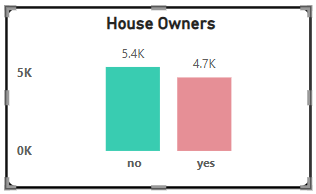 House Owners
5.4K
4.7K
5K
0K
no yes